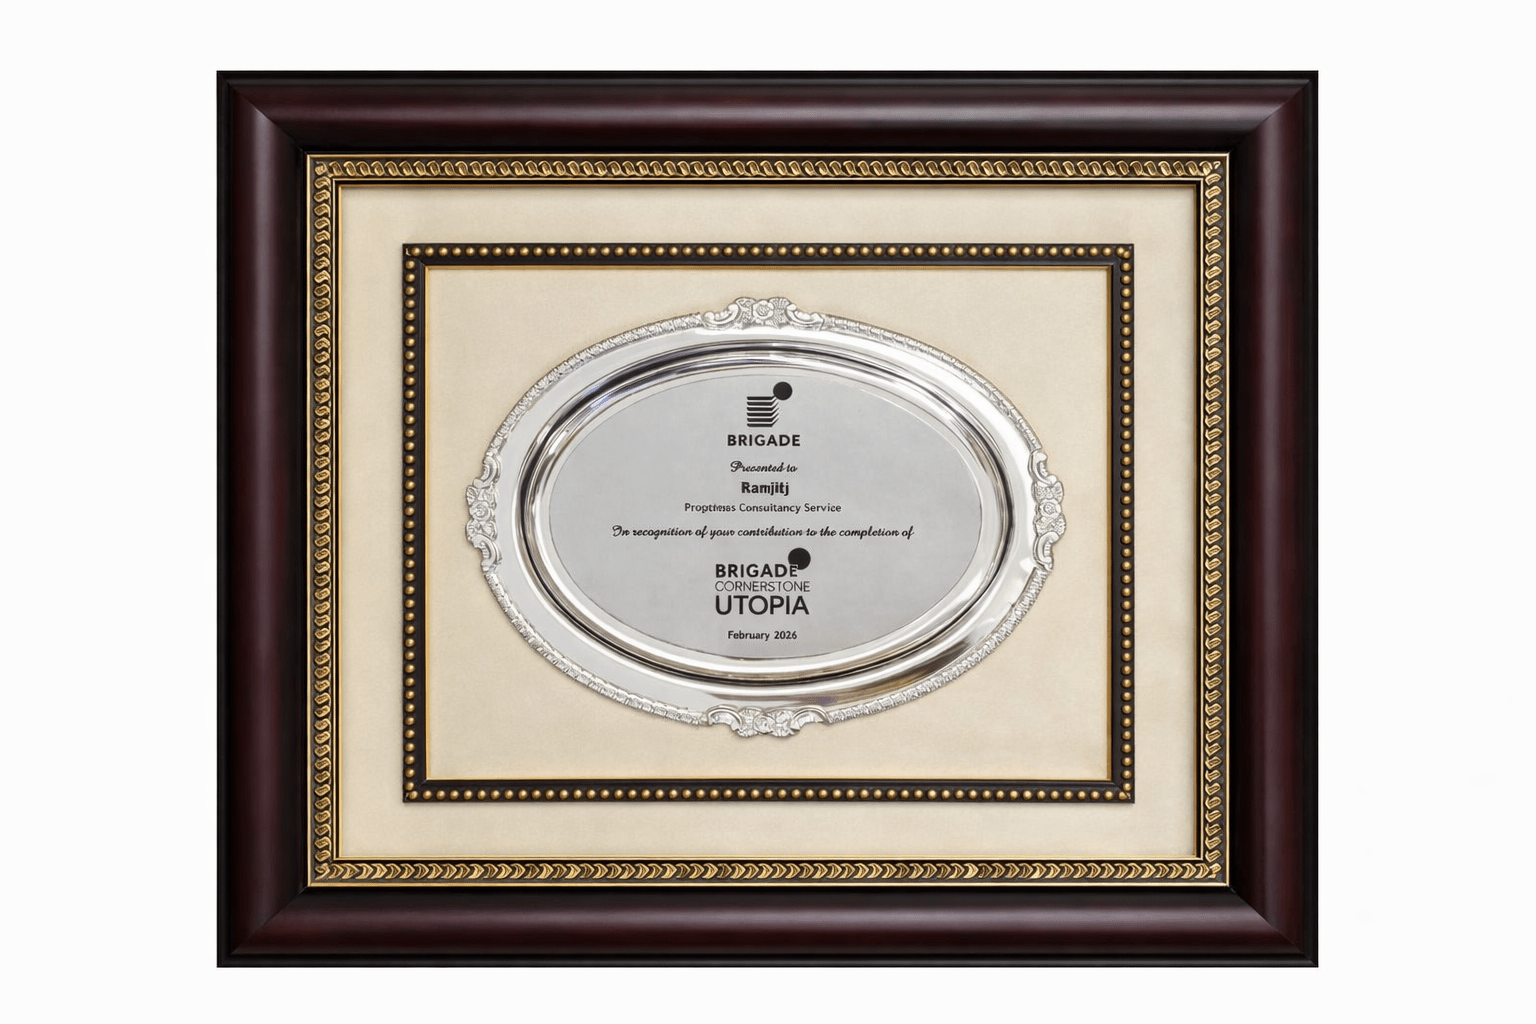 BRIGADE
Presented to
Ramjitj
Proptness Consultancy Service
In recognition of your contribution to the completion of
BRIGADE
CORNERSTONE
UTOPIA
February 2026